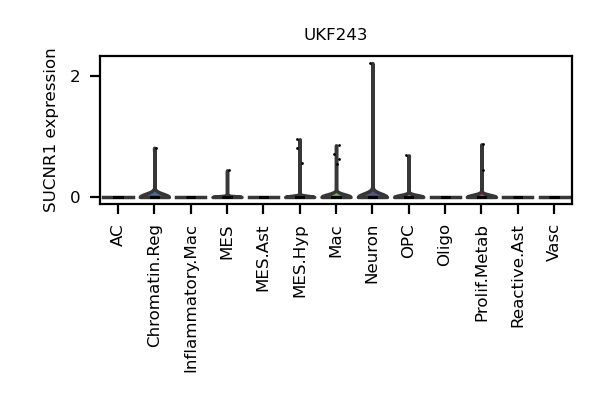 UKF243
SUCNR1 expression
2
0
AC
Chromatin.Reg
Inflammatory.Mac
MES
MES.Ast
MES.Hyp
Mac
Neuron
OPC
Oligo
Prolif.Metab
Reactive.Ast
Vasc